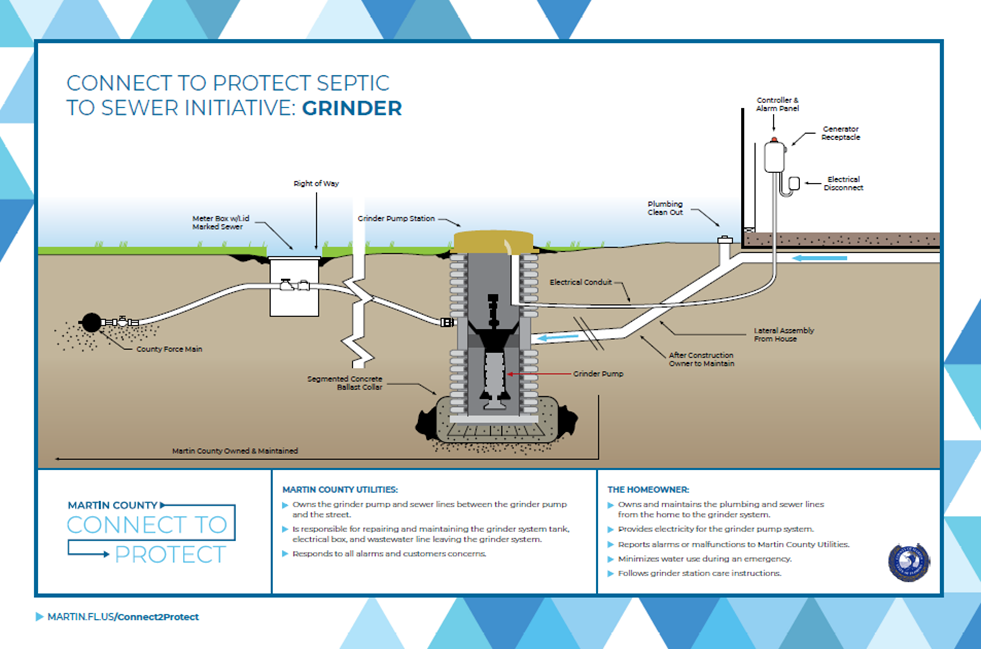 CONNECT TO PROTECT SEPTIC
TO SEWER INITIATIVE: GRINDER
Controller &
Alarm Panel
Generator
Receptacle
Electrical
Disconnect
Right of Way
Plumbing
Clean Out
Meter Box w/Lid
Marked Sewer
Grinder Pump Station
Electrical Conduit
County Force Main
Lateral Assembly
From House
After Construction
Owner to Maintain
Grinder Pump
Segmented Concrete
Ballast Collar
Martin County Owned & Maintained
MARTIN COUNTY
CONNECT TO
PROTECT
MARTIN COUNTY UTILITIES:
Owns the grinder pump and sewer lines between the grinder pump
and the street.
Is responsible for repairing and maintaining the grinder system tank,
electrical box, and wastewater line leaving the grinder system.
Responds to all alarms and customers concerns.
THE HOMEOWNER:
Owns and maintains the plumbing and sewer lines
from the home to the grinder system.
Provides electricity for the grinder pump system.
Reports alarms or malfunctions to Martin County Utilities.
Minimizes water use during an emergency.
Follows grinder station care instructions.
MARTIN.FL.US/Connect2Protect